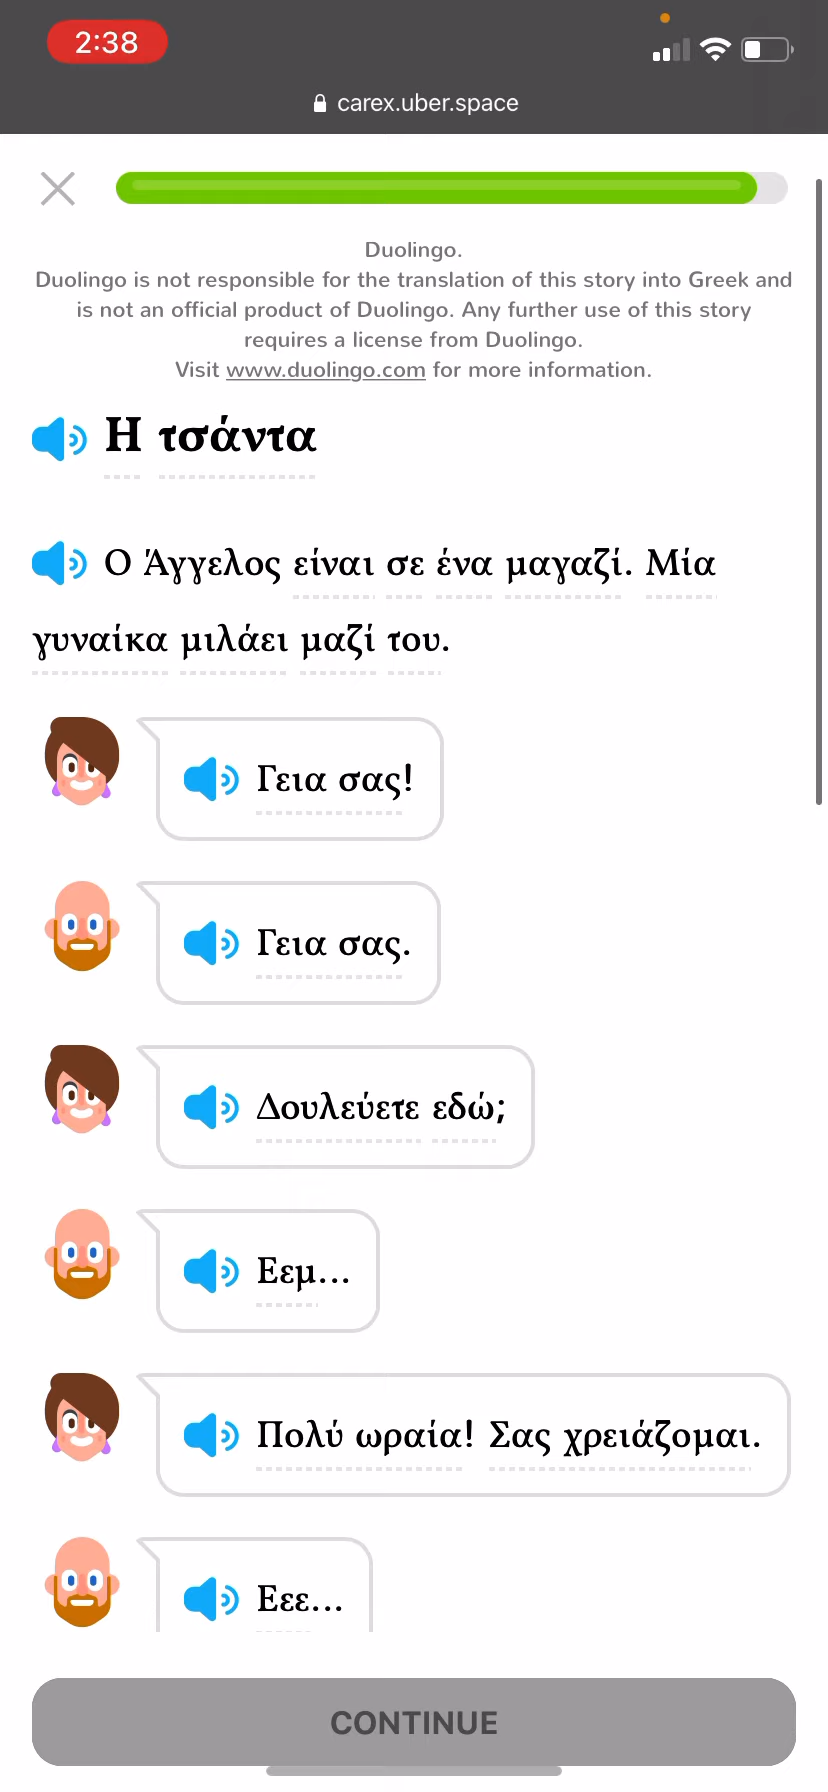 2:38
carex.uber.space
Duolingo.
Duolingo is not responsible for the translation of this story into Greek and
is not an official product of Duolingo. Any further use of this story
requires a license from Duolingo.
Visit www.duolingo.com for more information.
Η τσάντα
Ο Άγγελος είναι σε ένα μαγαζί. Μία
γυναίκα μιλάει μαζί του.
Γεια σας!
Γεια σας.
Δουλεύετε εδώ;
Εεμ...
Πολύ ωραία! Σας χρειάζομαι.
Εεε...
CONTINUE